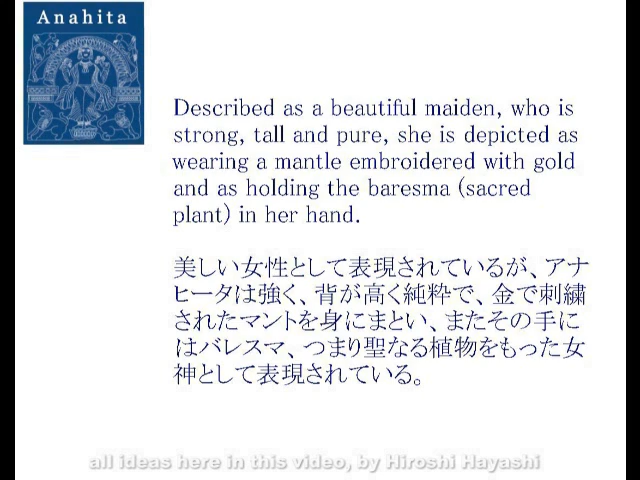 Anahita
Described as a beautiful maiden, who is
strong, tall and pure, she is depicted as
wearing a mantle embroidered with gold
and as holding the baresma (sacred
plant) in her hand.
美しい女性として表現されているが、アナ
ヒータは強く、背が高く純粋で、金で刺繍
されたマントを身にまとい、またその手に
はバレスマ、つまり聖なる植物をもった女
神として表現されている。
all ideas here in this video, by Hiroshi Hayashi